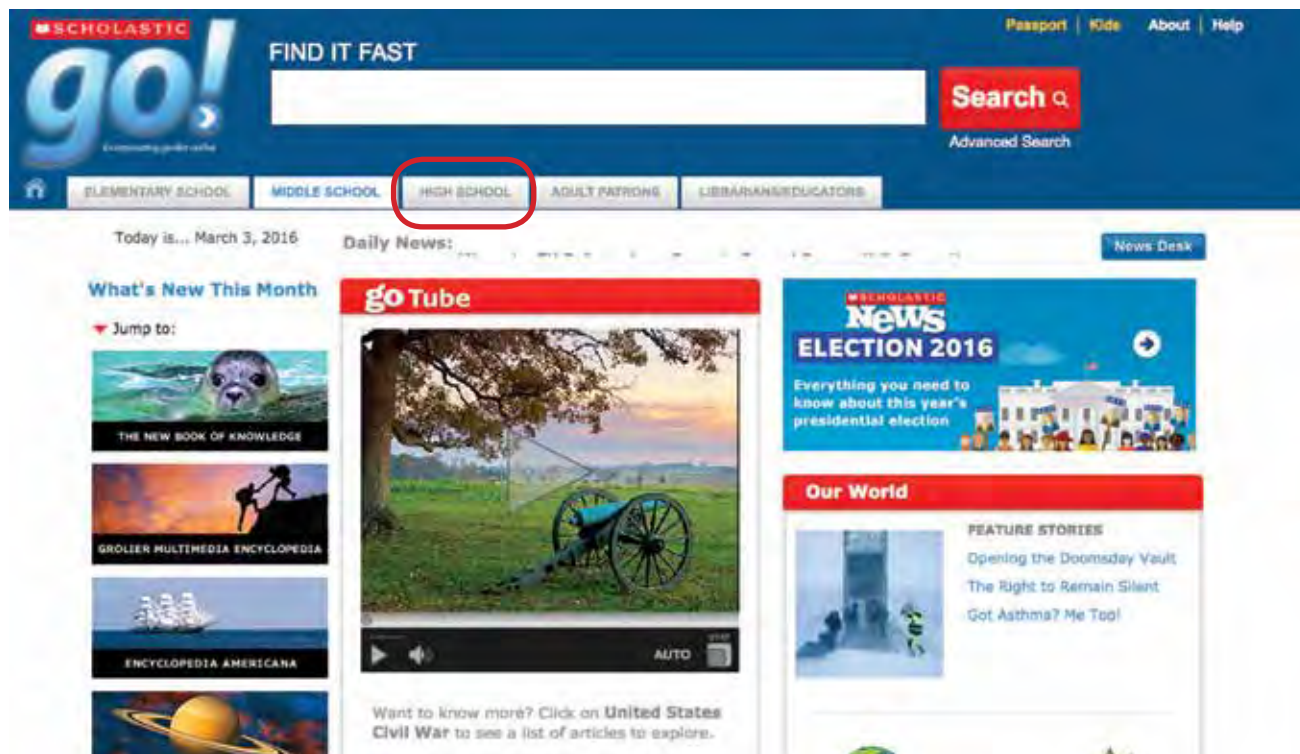 SCHOLASTIC
go!
FIND IT FAST
Search
Advanced Search
Passport | Kids About | Help
ELEMENTARY SCHOOL
MIDDLE SCHOOL
HIGH SCHOOL
ADULT PATRONS
LIBRARIANS/EDUCATORS
Today is... March 3, 2016
Daily News:
News Desk
What's New This Month
Jump to:
THE NEW BOOK OF KNOWLEDGE
GROLIER MULTIMEDIA ENCYCLOPEDIA
ENCYCLOPEDIA AMERICANA
go Tube
AUTO
Want to know more? Click on United States
Civil War to see a list of articles to explore.
SCHOLASTIC
NEWS
ELECTION 2016
Everything you need to
know about this year's
presidential election
Our World
FEATURE STORIES
Opening the Doomsday Vault
The Right to Remain Silent
Got Asthma? Me Too!